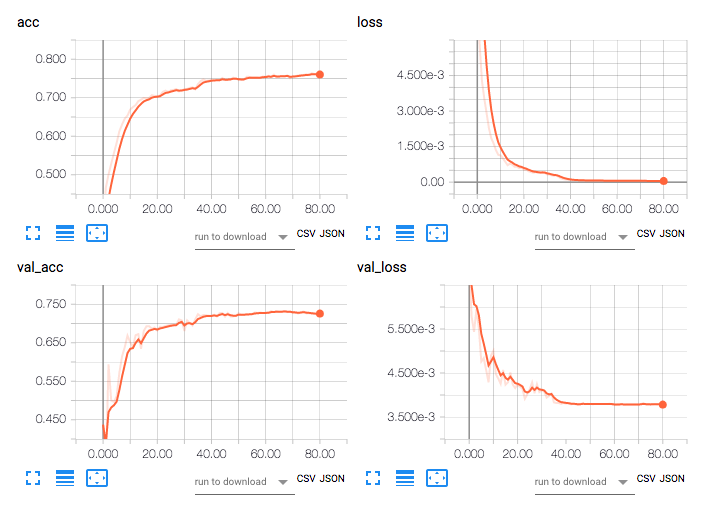 acc
0.800
0.700
0.600
0.500
0.000 20.00 40.00 60.00 80.00
run to download CSV JSON
loss
4.500e-3
3.000e-3
1.500e-3
0.00
0.000 20.00 40.00 60.00 80.00
run to download CSV JSON
val_acc
0.750
0.650
0.550
0.450
0.000 20.00 40.00 60.00 80.00
run to download CSV JSON
val_loss
5.500e-3
4.500e-3
3.500e-3
0.000 20.00 40.00 60.00 80.00
run to download CSV JSON